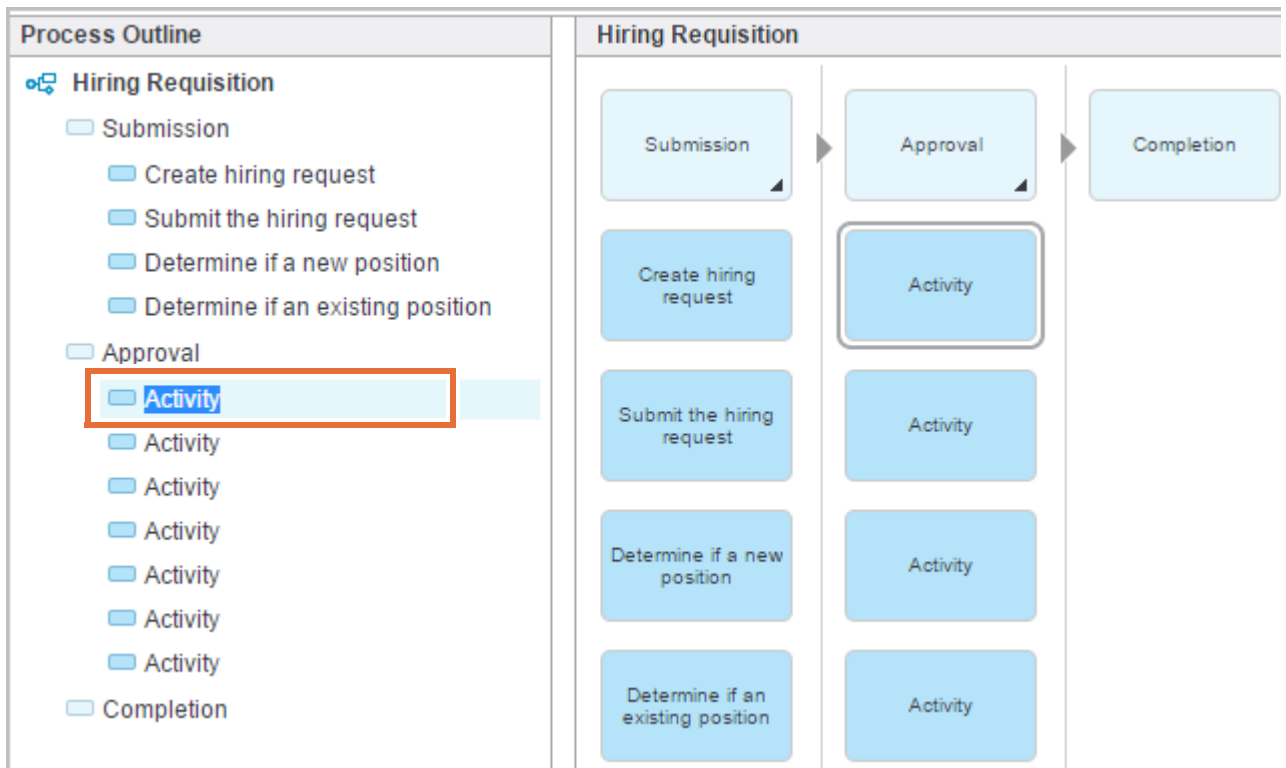 Process Outline
Hiring Requisition
Submission
Create hiring request
Submit the hiring request
Determine if a new position
Determine if an existing position
Approval
Activity
Activity
Activity
Activity
Activity
Activity
Activity
Completion
Hiring Requisition
Submission
Approval
Completion
Create hiring
request
Activity
Submit the hiring
request
Activity
Determine if a new
position
Activity
Determine if an
existing position
Activity